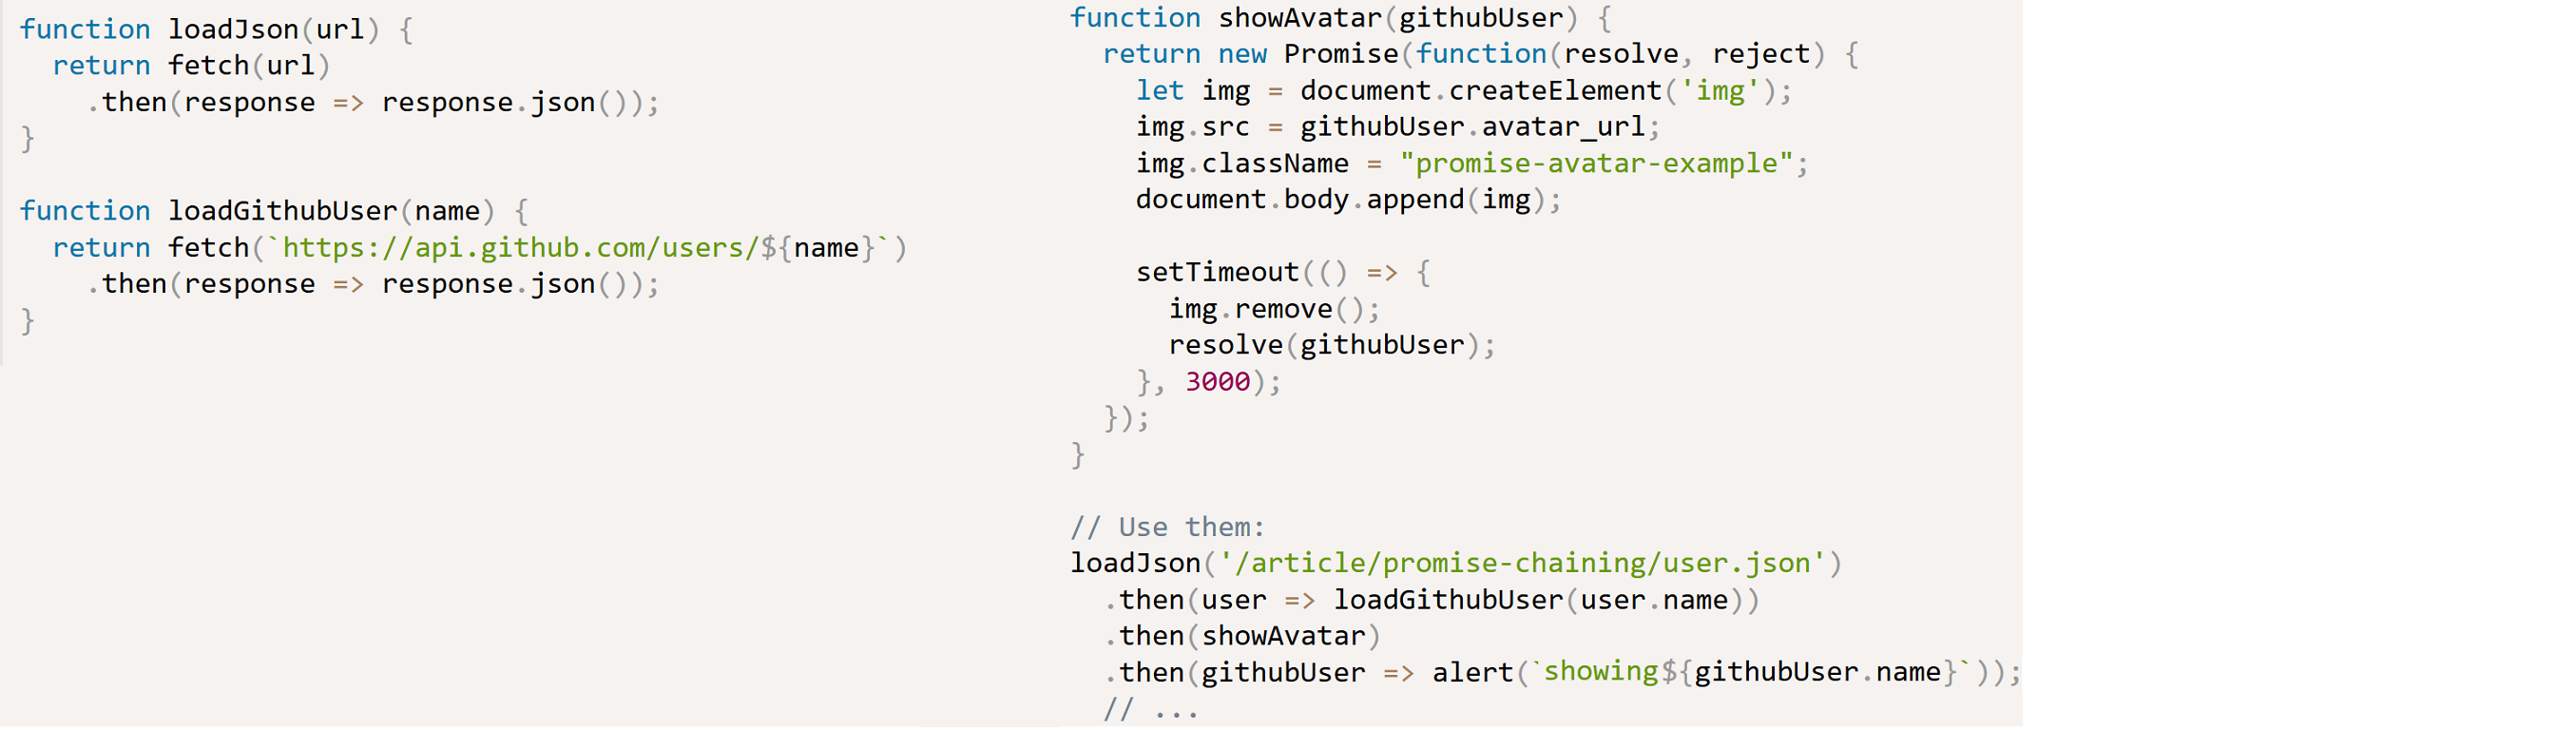 function loadJson(url) {
  return fetch(url)
    .then(response => response.json());
}

function loadGithubUser(name) {
  return fetch(`https://api.github.com/users/${name}`)
    .then(response => response.json());
}

function showAvatar(githubUser) {
  return new Promise(function(resolve, reject) {
    let img = document.createElement('img');
    img.src = githubUser.avatar_url;
    img.className = "promise-avatar-example";
    document.body.append(img);

    setTimeout(() => {
      img.remove();
      resolve(githubUser);
    }, 3000);
  });
}

// Use them:
loadJson('/article/promise-chaining/user.json')
  .then(user => loadGithubUser(user.name))
  .then(showAvatar)
  .then(githubUser => alert(`showing${githubUser.name}`));
  // ...